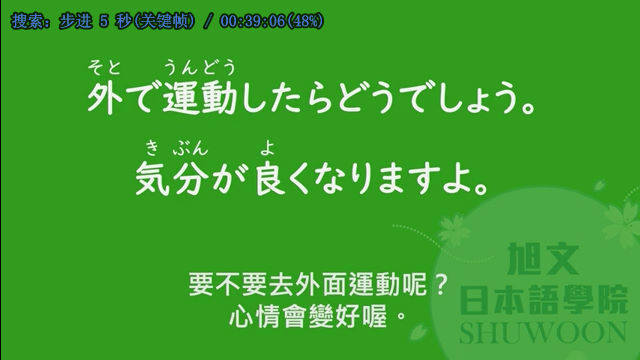 搜索: 步进 5 秒(关键帧) / 00:39:06(48%)
そと うんどう
外で運動したらどうでしょう。
き ぶん よ
気分が良くなりますよ。
要不要去外面運動呢？
心情會變好喔。
旭文
日本語學院
SHUWOON